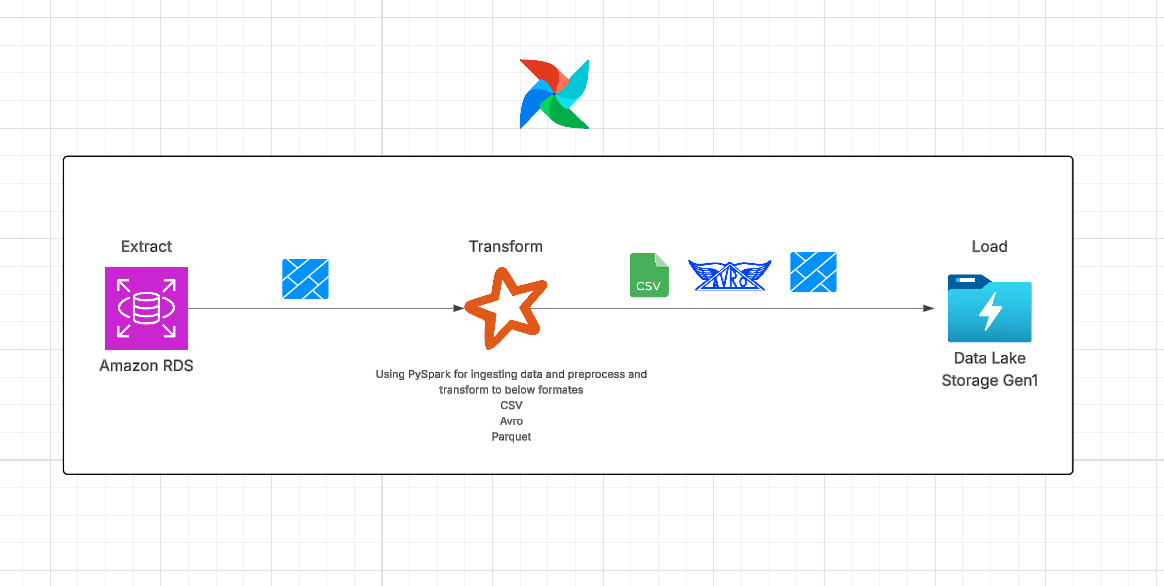 Extract
Transform
Load
CSV
AVRO
Amazon RDS
Data Lake
Storage Gen1
Using PySpark for ingesting data and preprocess and
transform to below formates
CSV
Avro
Parquet